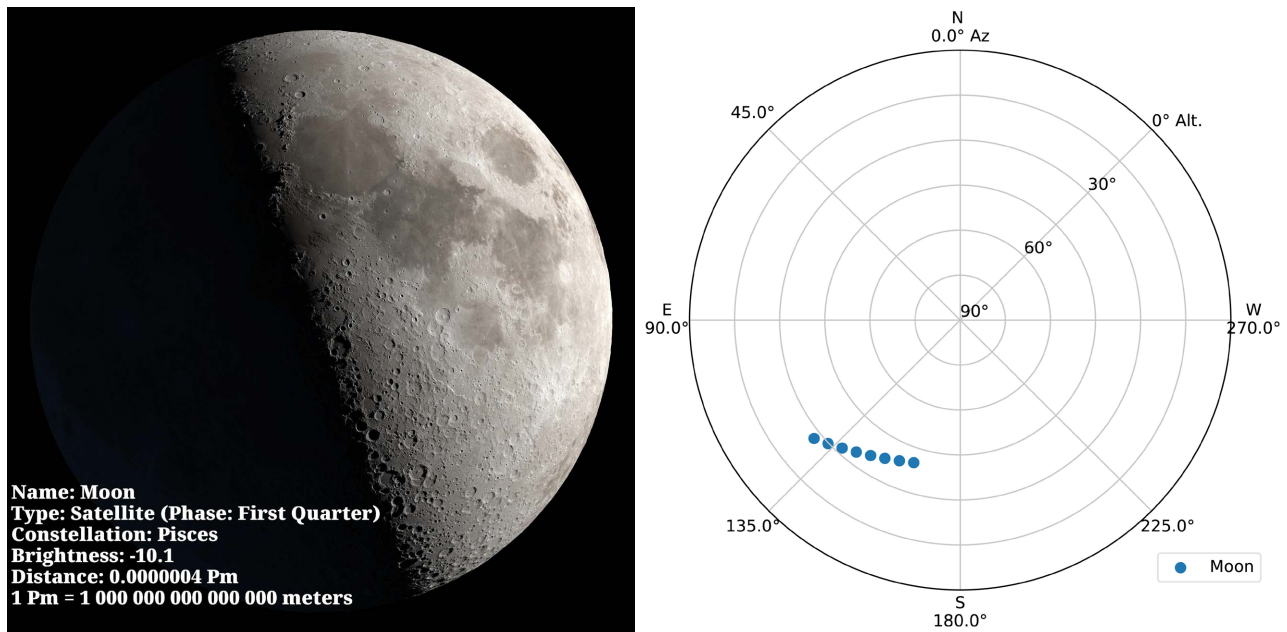 Name: Moon
Type: Satellite (Phase: First Quarter)
Constellation: Pisces
Brightness: -10.1
Distance: 0.0000004 Pm
1 Pm = 1 000 000 000 000 000 meters
N
0.0° Az
45.0°
0° Alt.
30°
60°
90°
E
90.0°
W
270.0°
135.0°
225.0°
S
180.0°
Moon